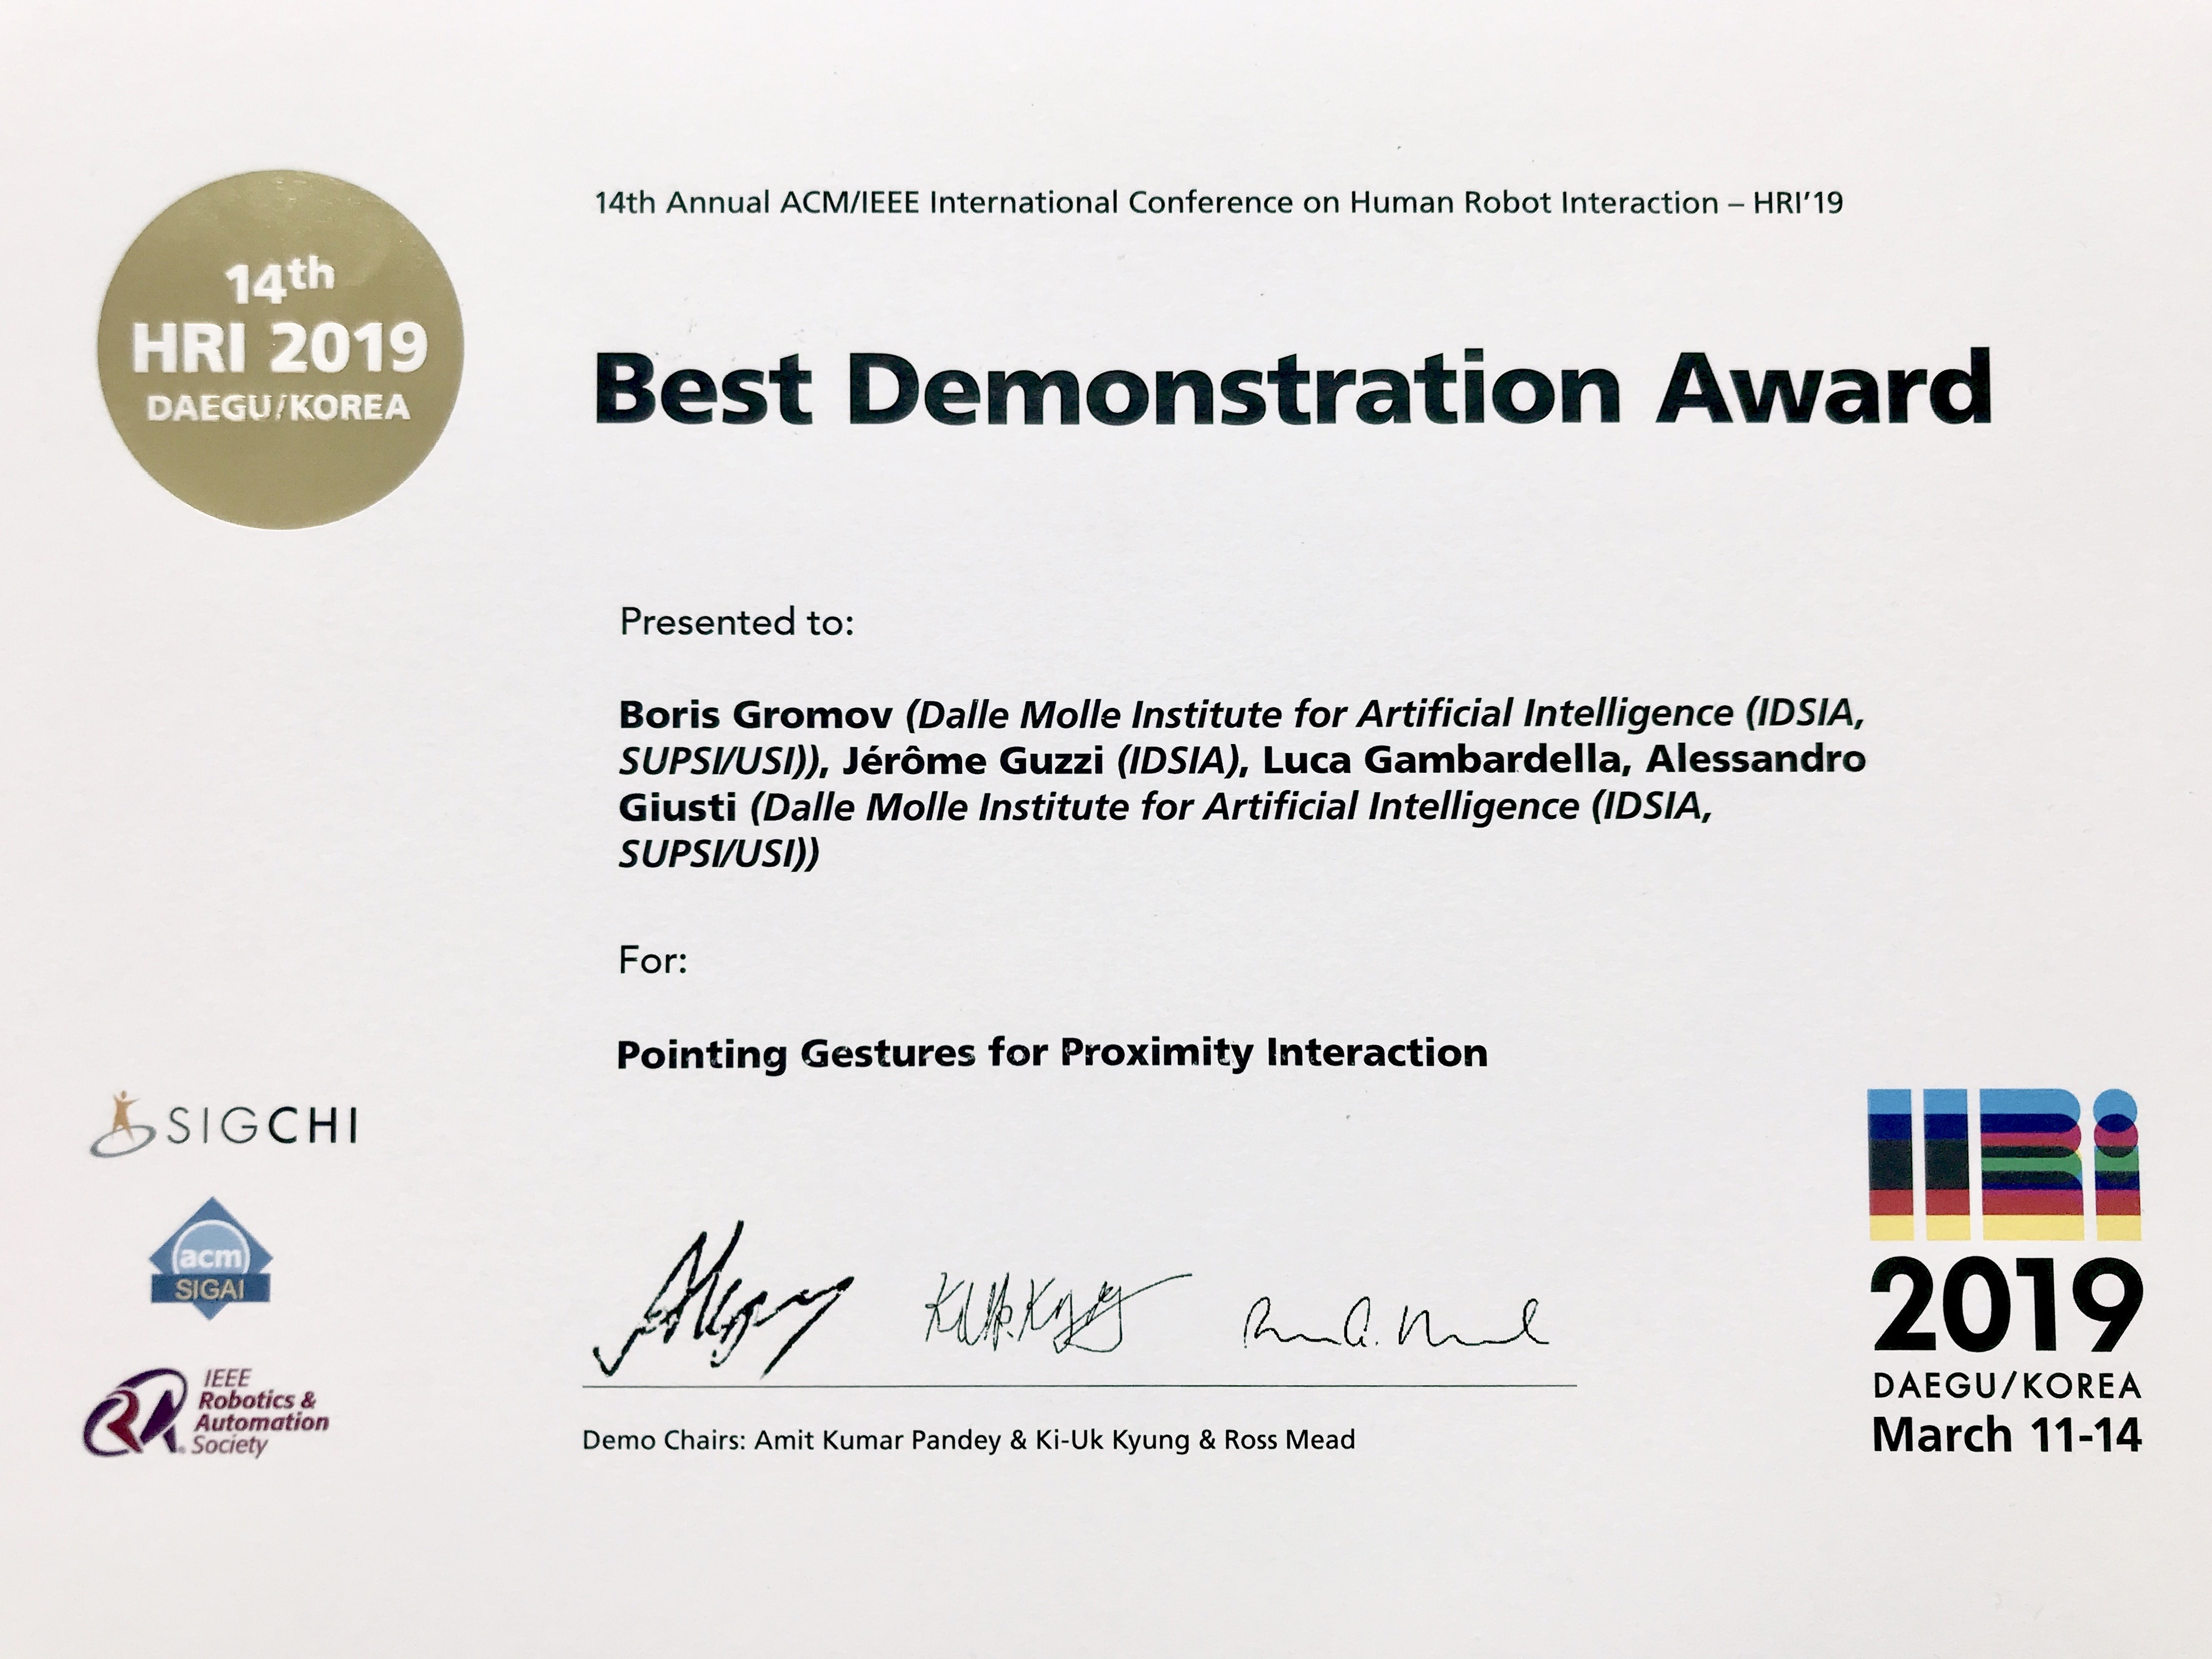 14th
HRI 2019
DAEGU/KOREA
14th Annual ACM/IEEE International Conference on Human Robot Interaction – HRI'19
Best Demonstration Award
Presented to:
Boris Gromov (Dalle Molle Institute for Artificial Intelligence (IDSIA,
SUPSI/USI)), Jérôme Guzzi (IDSIA), Luca Gambardella, Alessandro
Giusti (Dalle Molle Institute for Artificial Intelligence (IDSIA,
SUPSI/USI))
For:
Pointing Gestures for Proximity Interaction
SIGCHI
acm
SIGAI
IEEE
Robotics &
Automation
Society
Demo Chairs: Amit Kumar Pandey & Ki-Uk Kyung & Ross Mead
HRi
2019
DAEGU/KOREA
March 11-14